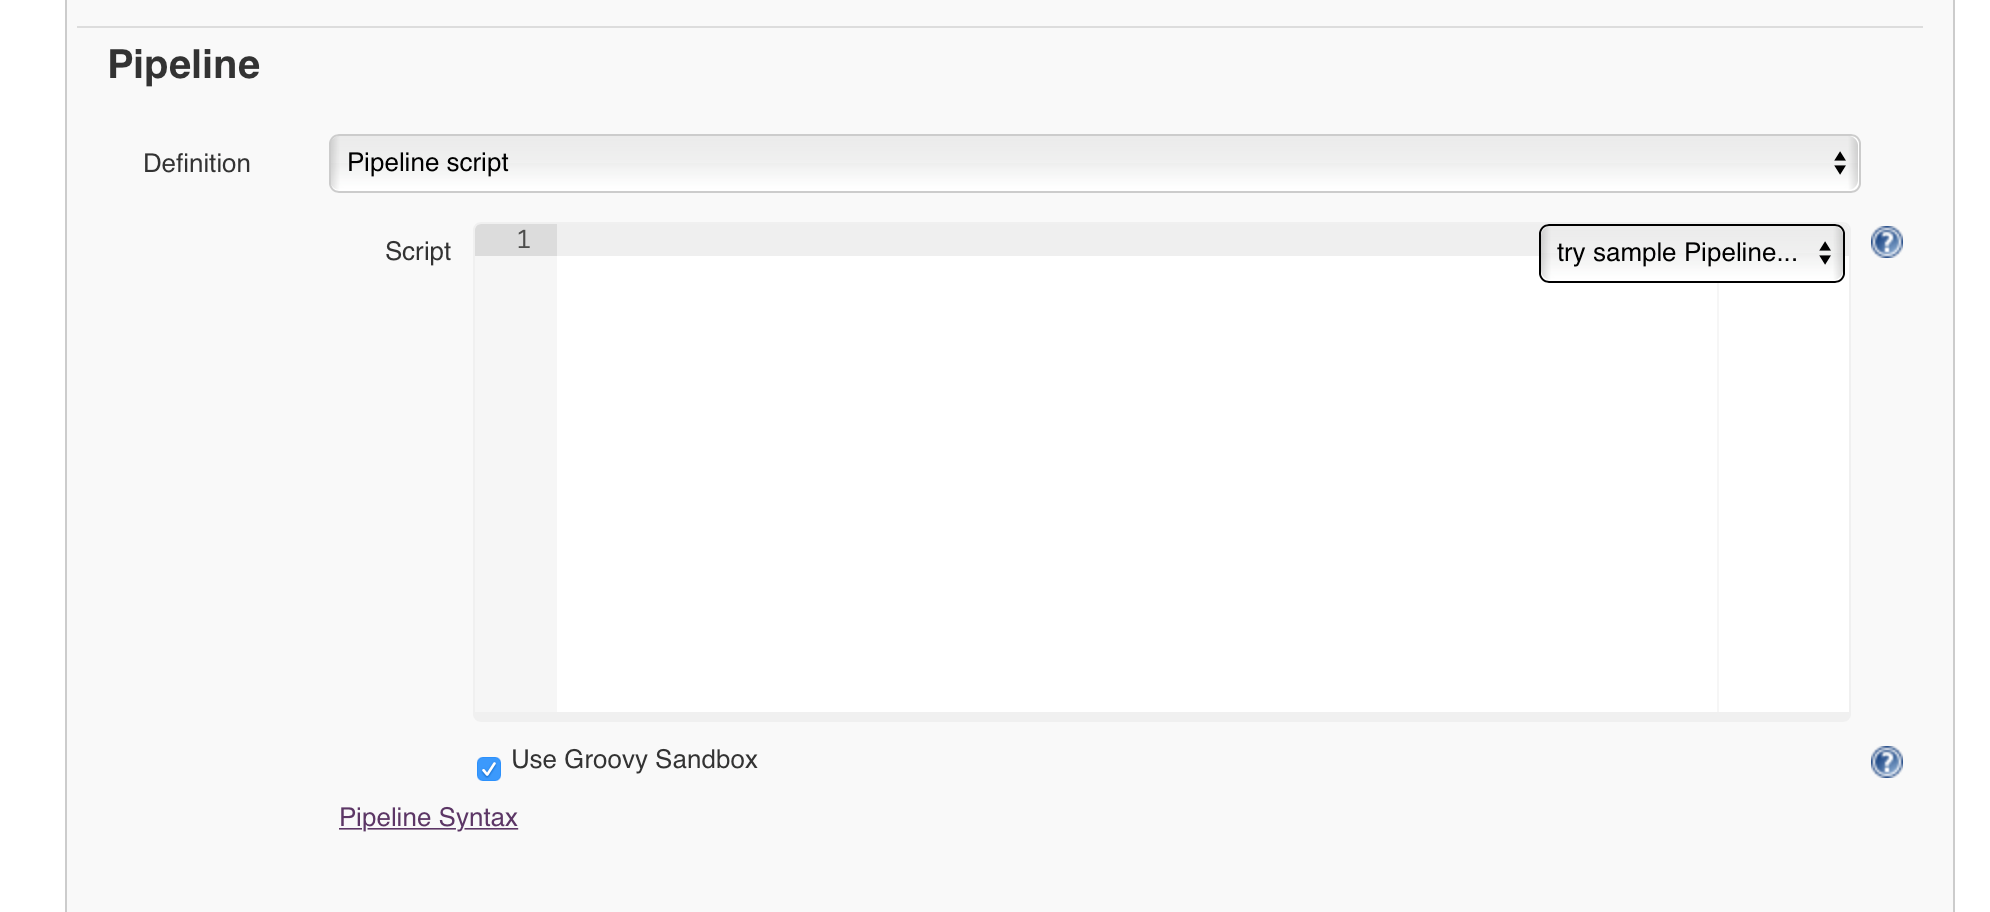 Pipeline
Definition
Pipeline script
Script
1
try sample Pipeline...
?
Use Groovy Sandbox
?
Pipeline Syntax